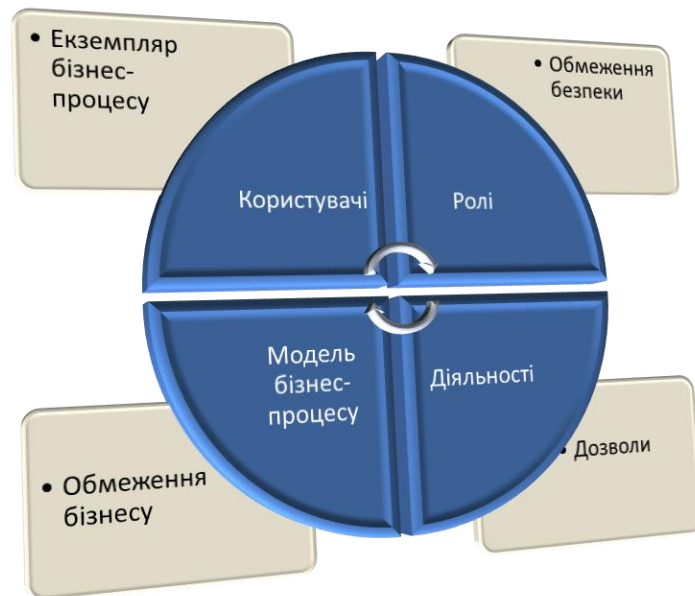 • Екземпляр
бізнес-
процесу
• Обмеження
безпеки
Користувачі
Ролі
Модель
бізнес-
процесу
Діяльності
• Обмеження
бізнесу
• Дозволи